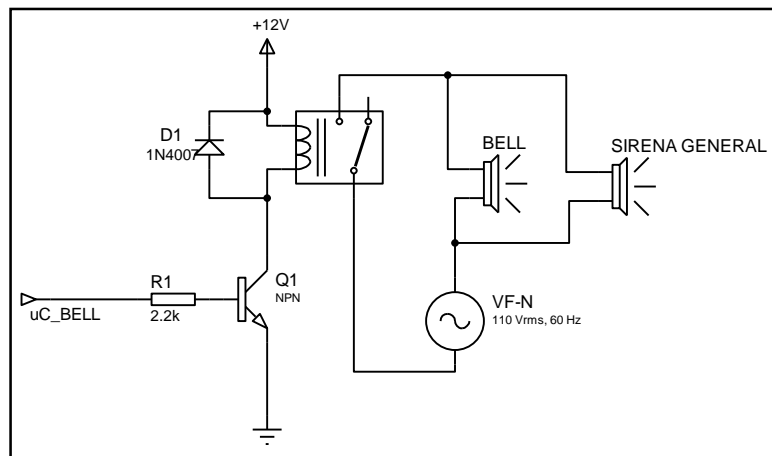 +12V
D1
1N4007
BELL
SIRENA GENERAL
R1
2.2k
uC_BELL
Q1
NPN
VF-N
110 Vrms, 60 Hz